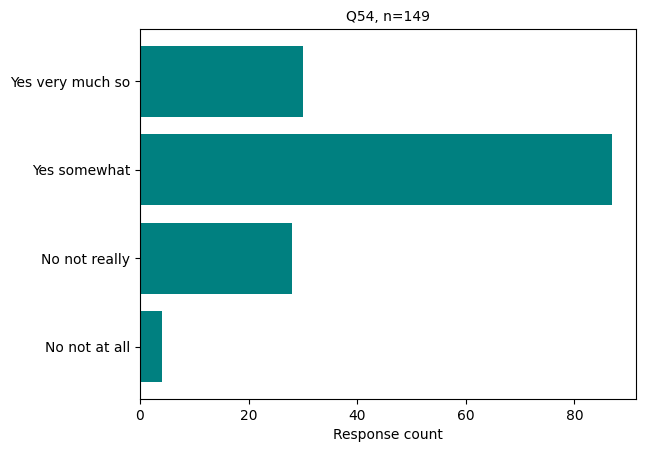 Q54, n=149
Yes very much so
Yes somewhat
No not really
No not at all
0 20 40 60 80
Response count